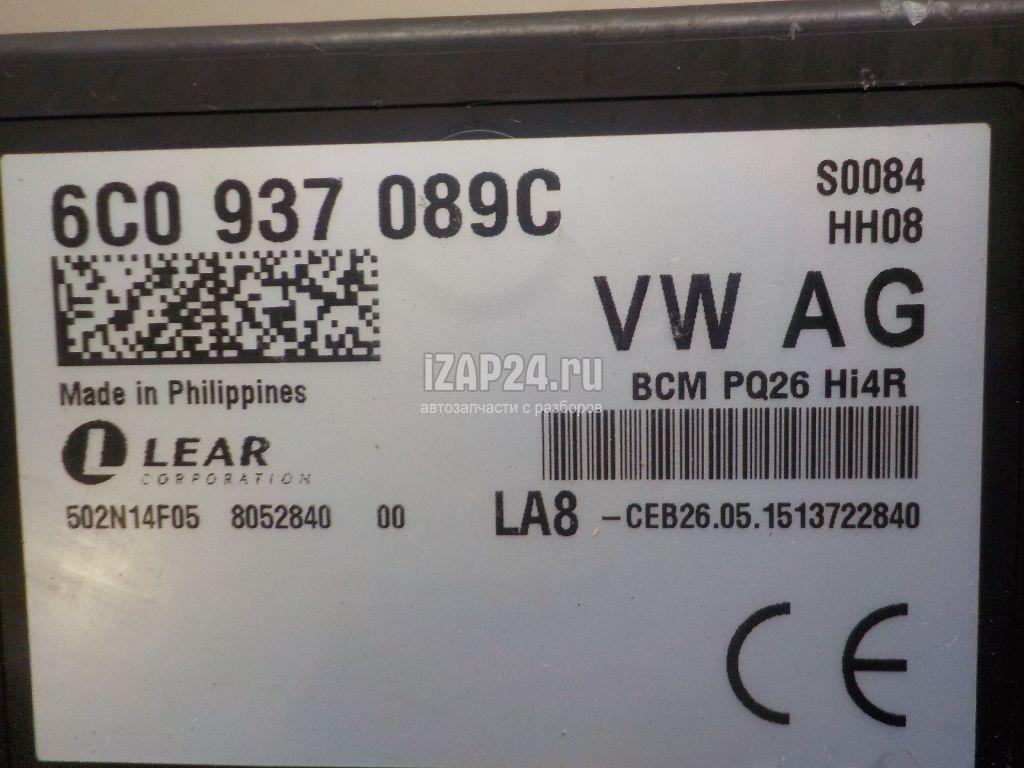 6C0 937 089C
S0084
HH08
VW AG
BCM PQ26 Hi4R
Made in Philippines
LEAR
CORPORATION
502N14F05 8052840 00
LA8 -CEB26.05.1513722840
CE
iZAP24.ru
автозапчасти с разборов